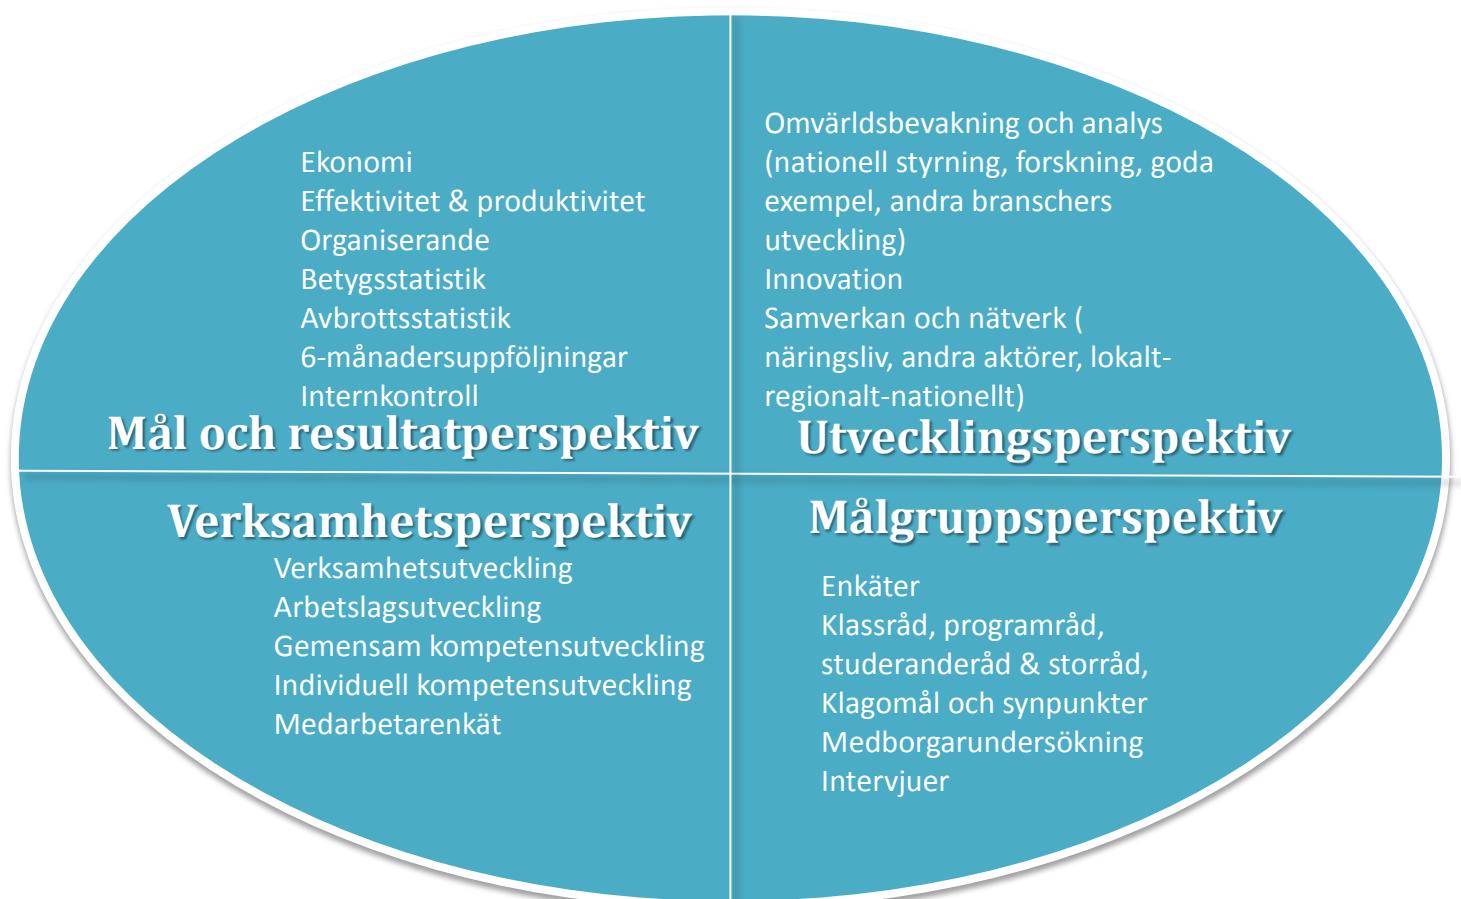 Ekonomi
Effektivitet & produktivitet
Organiserande
Betygsstatistik
Avbrottsstatistik
6-månadersuppföljningar
Internkontroll
Mål och resultatperspektiv
Omvärldsbevakning och analys
(nationell styrning, forskning, goda
exempel, andra branschers
utveckling)
Innovation
Samverkan och nätverk (
näringsliv, andra aktörer, lokalt-
regionalt-nationellt)
Utvecklingsperspektiv
Verksamhetsperspektiv
Verksamhetsutveckling
Arbetslagsutveckling
Gemensam kompetensutveckling
Individuell kompetensutveckling
Medarbetarenkät
Målgruppsperspektiv
Enkäter
Klassråd, programråd,
studeranderåd & storråd,
Klagomål och synpunkter
Medborgarundersökning
Intervjuer